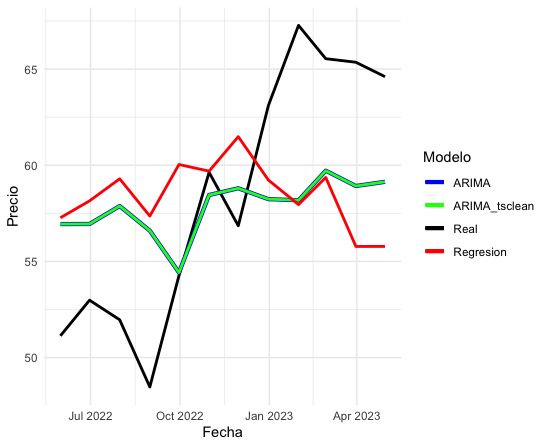 Precio
65
60
55
50
Jul 2022
Oct 2022
Jan 2023
Apr 2023
Fecha
Modelo
ARIMA
ARIMA_tsclean
Real
Regresion